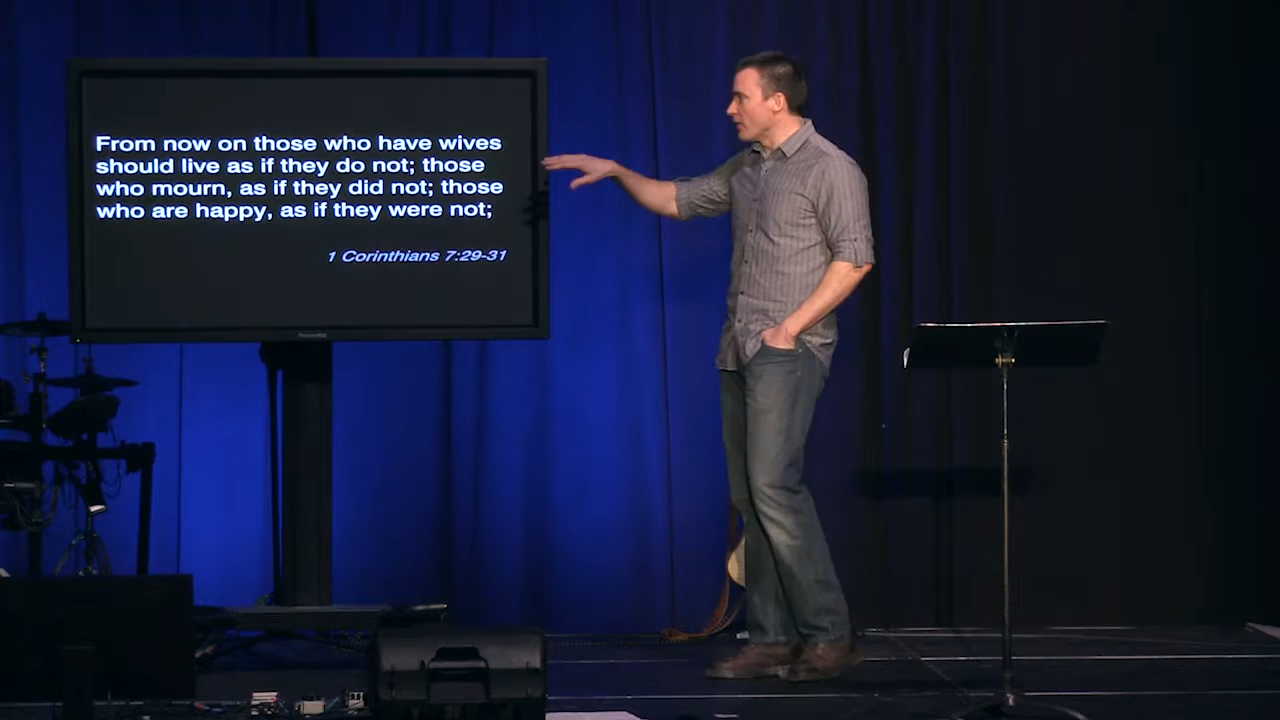 From now on those who have wives
should live as if they do not; those
who mourn, as if they did not; those
who are happy, as if they were not;
1 Corinthians 7:29-31